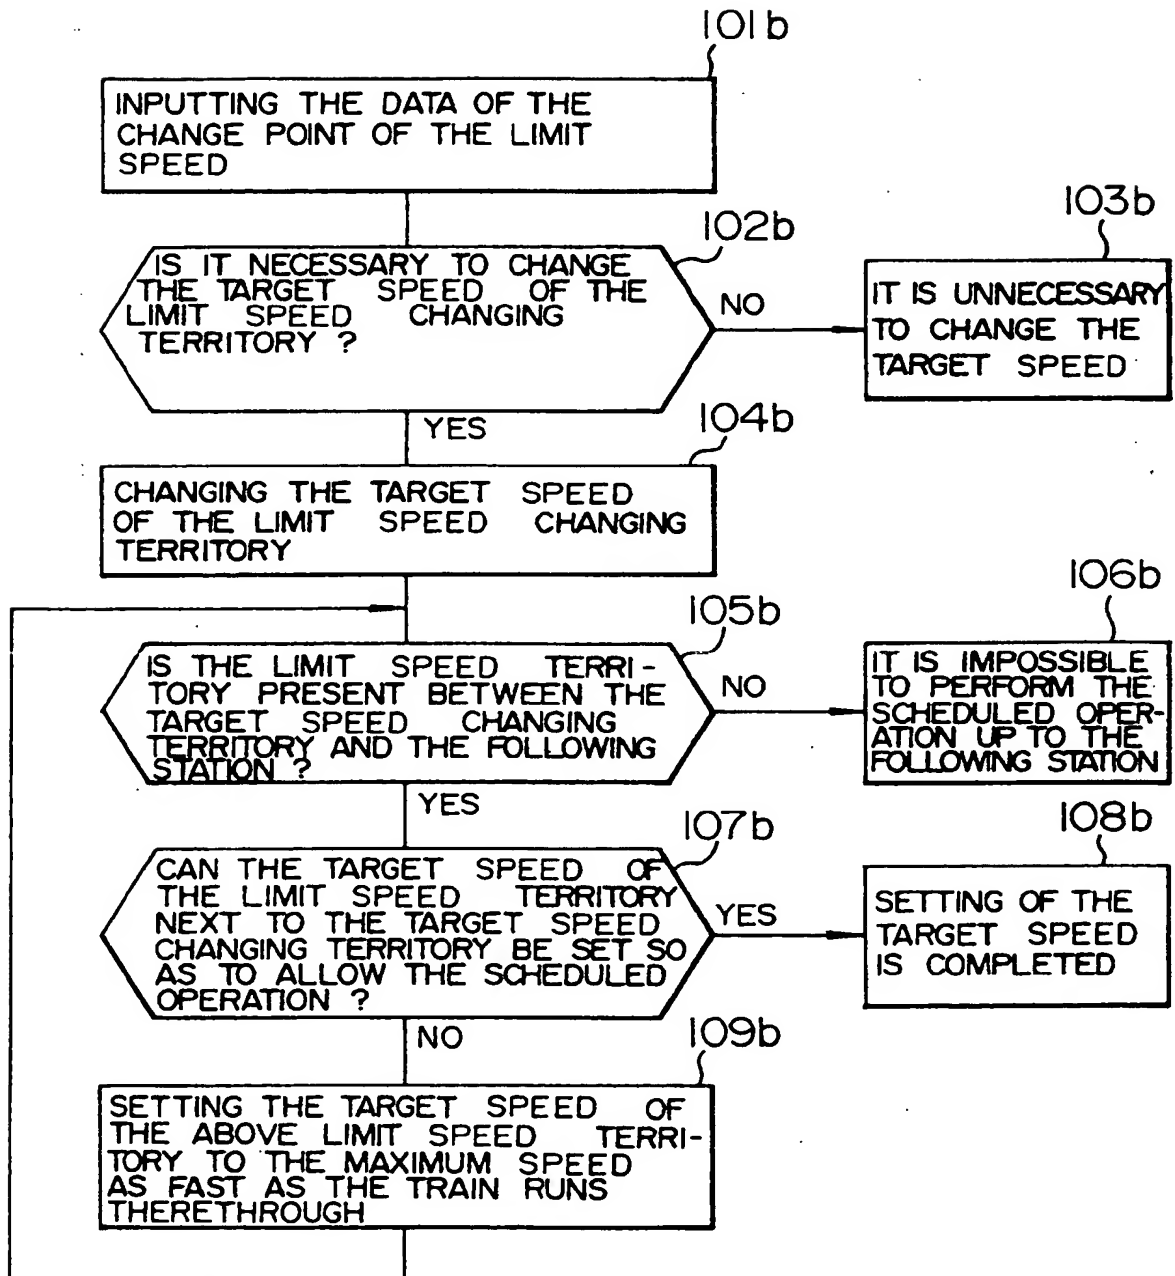 101b
INPUTTING THE DATA OF THE
CHANGE POINT OF THE LIMIT
SPEED
102b
IS IT NECESSARY TO CHANGE
THE TARGET SPEED OF THE
LIMIT SPEED CHANGING
TERRITORY ?
NO
103b
IT IS UNNECESSARY
TO CHANGE THE
TARGET SPEED
YES
104b
CHANGING THE TARGET SPEED
OF THE LIMIT SPEED CHANGING
TERRITORY
105b
IS THE LIMIT SPEED TERRI-
TORY PRESENT BETWEEN THE
TARGET SPEED CHANGING
TERRITORY AND THE FOLLOWING
STATION ?
NO
106b
IT IS IMPOSSIBLE
TO PERFORM THE
SCHEDULED OPER-
ATION UP TO THE
FOLLOWING STATION
YES
107b
CAN THE TARGET SPEED OF
THE LIMIT SPEED TERRITORY
NEXT TO THE TARGET SPEED
CHANGING TERRITORY BE SET SO
AS TO ALLOW THE SCHEDULED
OPERATION ?
YES
108b
SETTING OF THE
TARGET SPEED
IS COMPLETED
NO
109b
SETTING THE TARGET SPEED OF
THE ABOVE LIMIT SPEED TERRI-
TORY TO THE MAXIMUM SPEED
AS FAST AS THE TRAIN RUNS
THERETHROUGH